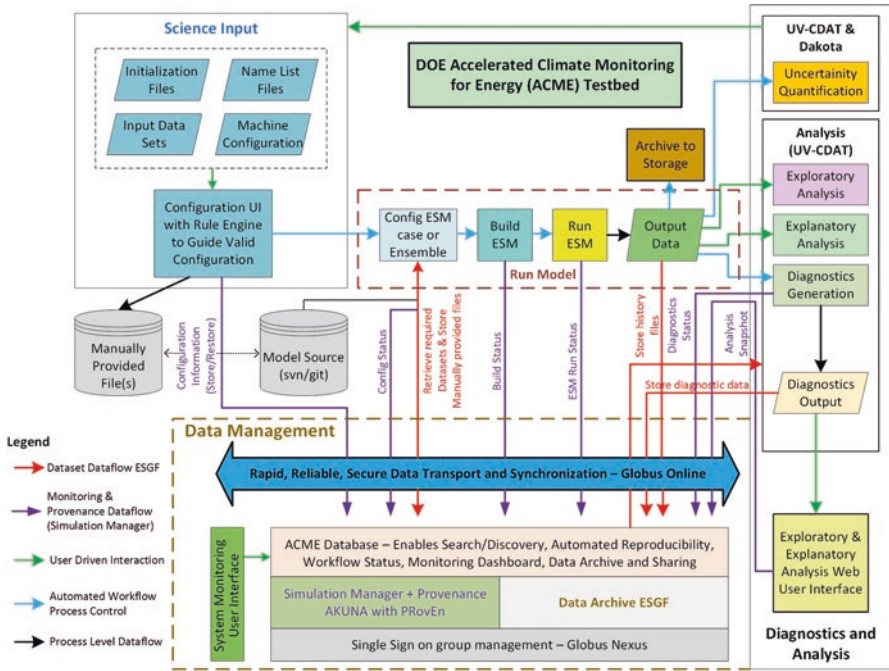 Science Input
Initialization
Files
Name List
Files
Input Data
Sets
Machine
Configuration
Configuration UI
with Rule Engine
to Guide Valid
Configuration
DOE Accelerated Climate Monitoring
for Energy (ACME) Testbed
UV-CDAT &
Dakota
Uncertainity
Quantification
Analysis
(UV-CDAT)
Exploratory
Analysis
Explanatory
Analysis
Diagnostics
Generation
Diagnostics
Output
Archive to
Storage
Config ESM
case or
Ensemble
Build
ESM
Run
ESM
Output
Data
Run Model
Manually
Provided
File(s)
Configuration
Information
(Store/Restore)
Model Source
(svn/git)
Config Status
Retrieve required
Datasets & Store
Manually provided files
Build Status
ESM Run Status
Store history
files
Diagnostics
Status
Analysis
Snapshot
Store diagnostic data
Data Management
Rapid, Reliable, Secure Data Transport and Synchronization – Globus Online
System Monitoring
User Interface
ACME Database – Enables Search/Discovery, Automated Reproducibility,
Workflow Status, Monitoring Dashboard, Data Archive and Sharing
Simulation Manager + Provenance
AKUNA with PRovEn
Data Archive ESGF
Single Sign on group management – Globus Nexus
Exploratory &
Explanatory
Analysis Web
User Interface
Diagnostics and
Analysis
Legend
Dataset Dataflow ESGF
Monitoring &
Provenance Dataflow
(Simulation Manager)
User Driven Interaction
Automated Workflow
Process Control
Process Level Dataflow